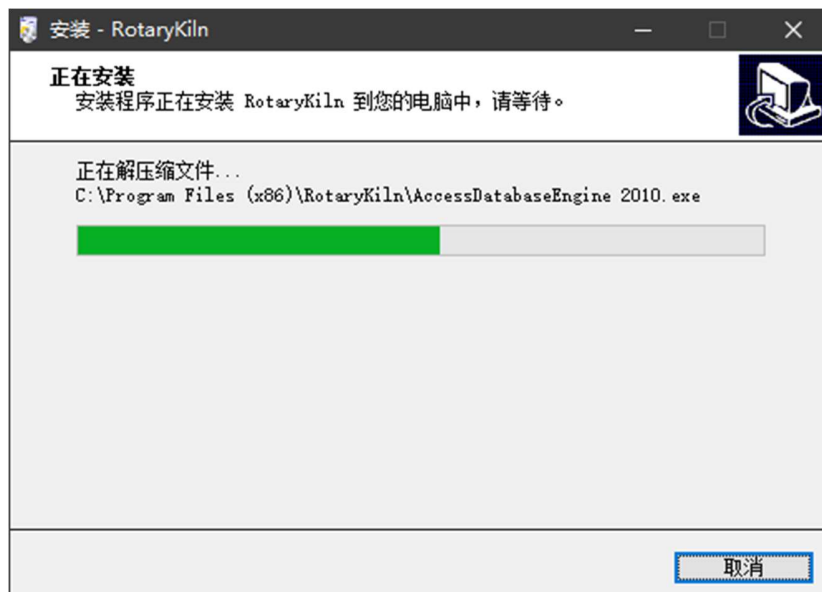 安装 - RotaryKiln
正在安装
安装程序正在安装 RotaryKiln 到您的电脑中，请等待。
正在解压缩文件...
C:\Program Files (x86)\RotaryKiln\AccessDatabaseEngine 2010.exe
取消